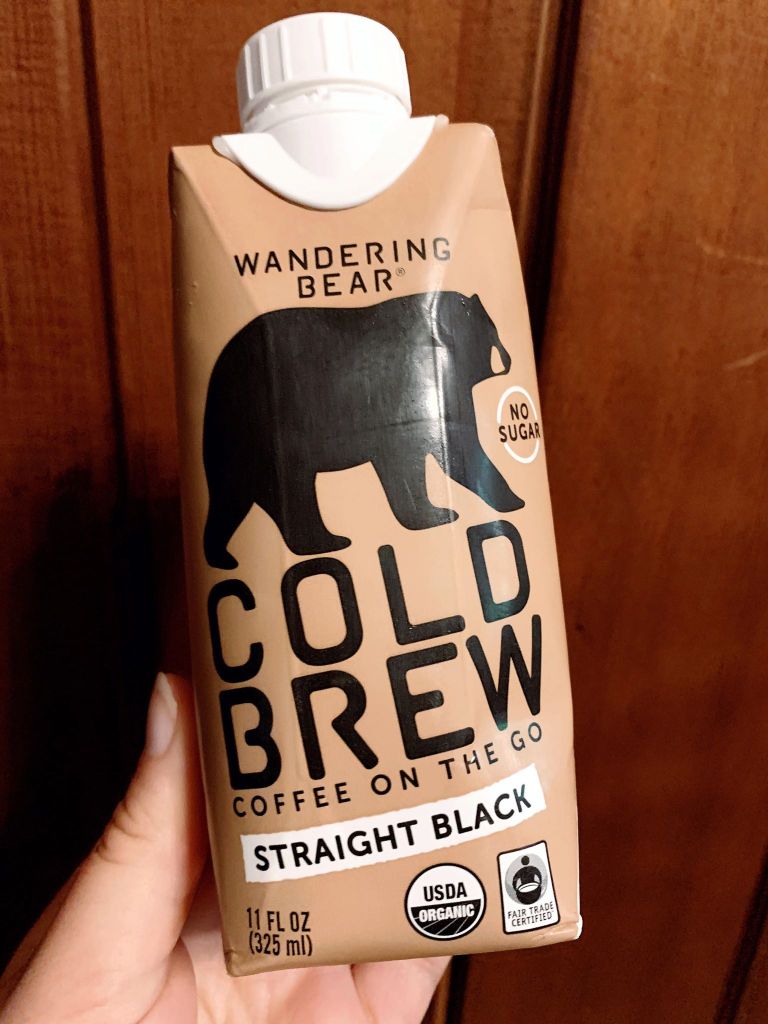 WANDERING
BEAR®
NO
SUGAR
COLD
BREW
COFFEE ON THE GO
STRAIGHT BLACK
USDA
ORGANIC
FAIR TRADE
CERTIFIED™
11 FL OZ
(325 ml)